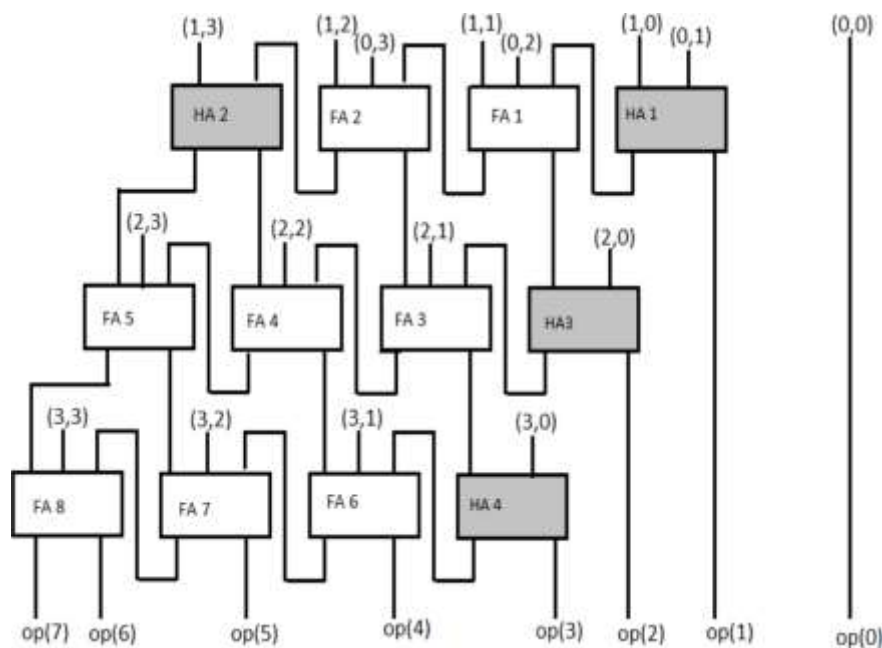 (1,3) (1,2) (0,3) (1,1) (0,2) (1,0) (0,1) (0,0)
HA 2 FA 2 FA 1 HA 1
(2,3) (2,2) (2,1) (2,0)
FA 5 FA 4 FA 3 HA3
(3,3) (3,2) (3,1) (3,0)
FA 8 FA 7 FA 6 HA 4
op(7) op(6) op(5) op(4) op(3) op(2) op(1) op(0)